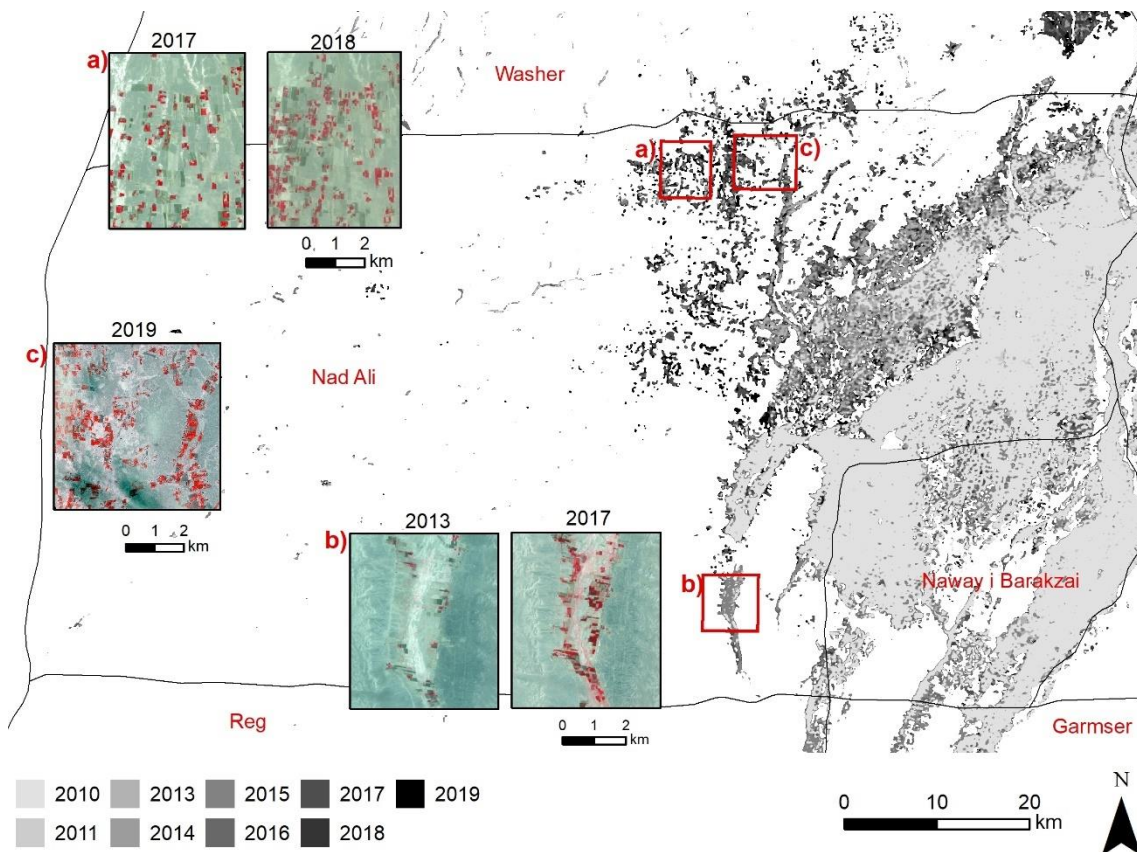 2017
2018
a)
0 1 2
km
Washer
a)
c)
2019
c)
0 1 2
km
Nad Ali
2013
2017
b)
0 1 2
km
b)
Naway i Barakzai
Reg
Garmser
2010 2013 2015 2017 2019
2011 2014 2016 2018
0 10 20
km
N